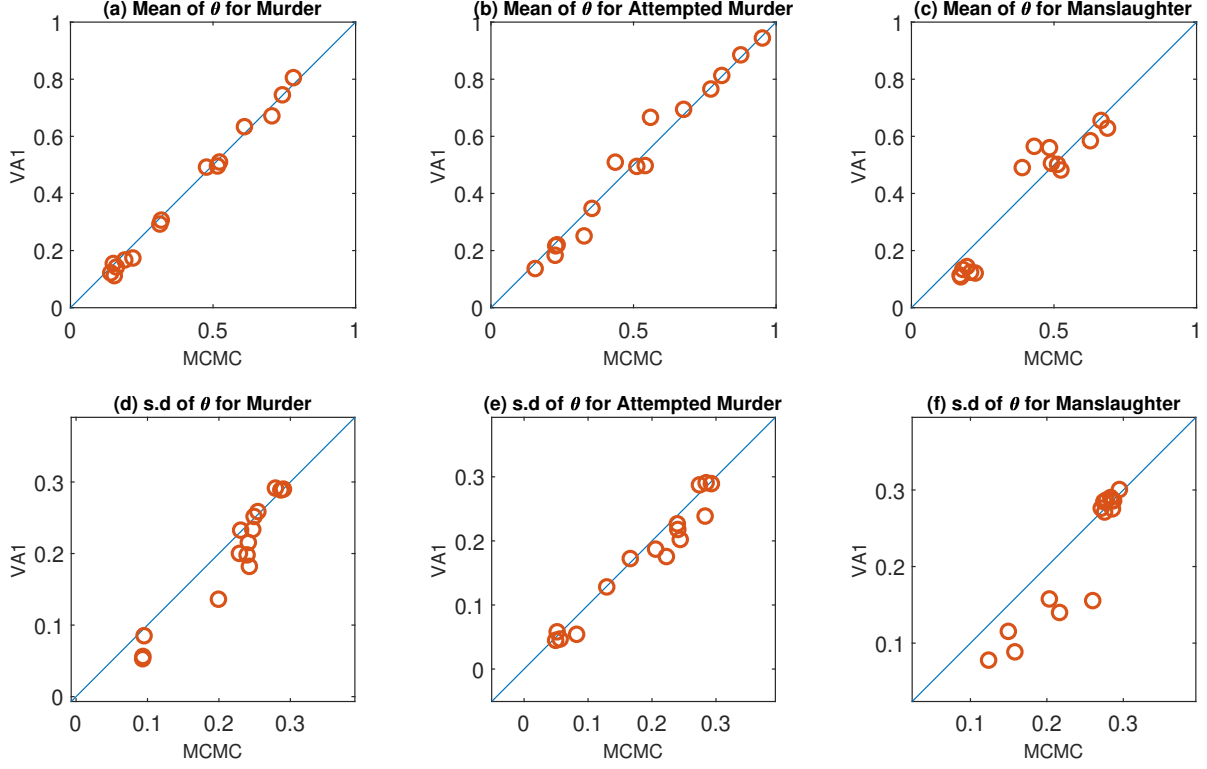 (a) Mean of θ for Murder
1
0.8
0.6
0.4
0.2
0
VA1
0
0.5
1
MCMC
(b) Mean of θ for Attempted Murder
1
0.8
0.6
0.4
0.2
0
VA1
0
0.5
1
MCMC
(c) Mean of θ for Manslaughter
1
0.8
0.6
0.4
0.2
0
VA1
0
0.5
1
MCMC
(d) s.d of θ for Murder
0.3
0.2
0.1
0
VA1
0
0.1
0.2
0.3
MCMC
(e) s.d of θ for Attempted Murder
0.3
0.2
0.1
0
VA1
0
0.1
0.2
0.3
MCMC
(f) s.d of θ for Manslaughter
0.3
0.2
0.1
VA1
0.1
0.2
0.3
MCMC